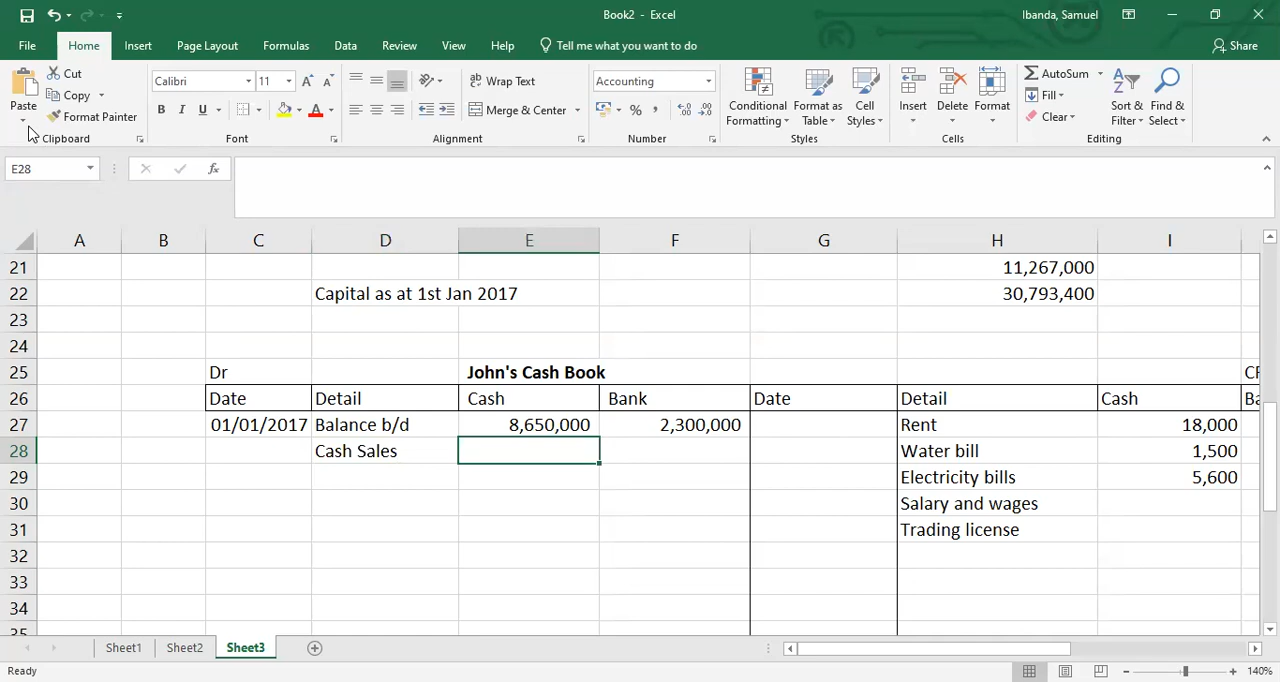 Book2 - Excel
Ibanda, Samuel
File Home Insert Page Layout Formulas Data Review View Help Tell me what you want to do Share
Paste
Cut
Copy
Format Painter
Clipboard
Calibri 11
B I U
Font
Wrap Text
Merge & Center
Alignment
Accounting
Number
Conditional Formatting
Format as Table
Cell Styles
Styles
Insert Delete Format
Cells
AutoSum
Fill
Clear
Sort & Filter
Find & Select
Editing
E28 fx
A B C D E F G H I
21 11,267,000
22 Capital as at 1st Jan 2017 30,793,400
23
24
25 Dr John's Cash Book
26 Date Detail Cash Bank Date Detail Cash
27 01/01/2017 Balance b/d 8,650,000 2,300,000 Rent 18,000
28 Cash Sales Water bill 1,500
29 Electricity bills 5,600
30 Salary and wages
31 Trading license
32
33
34
35
Sheet1 Sheet2 Sheet3
Ready
140%